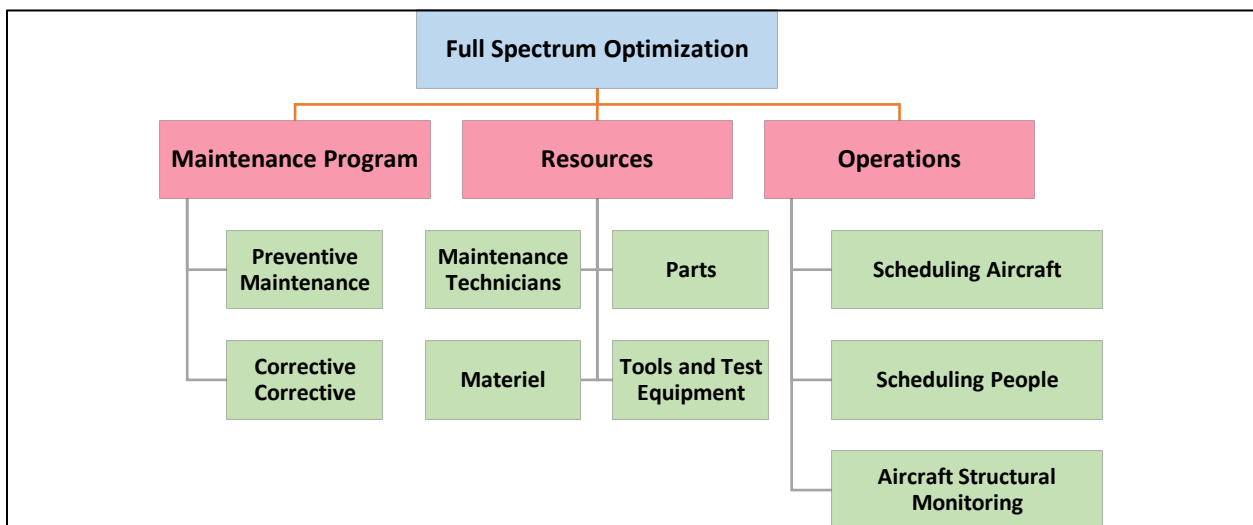 Full Spectrum Optimization
Maintenance Program
Resources
Operations
Preventive
Maintenance
Corrective
Corrective
Maintenance
Technicians
Parts
Materiel
Tools and Test
Equipment
Scheduling Aircraft
Scheduling People
Aircraft Structural
Monitoring